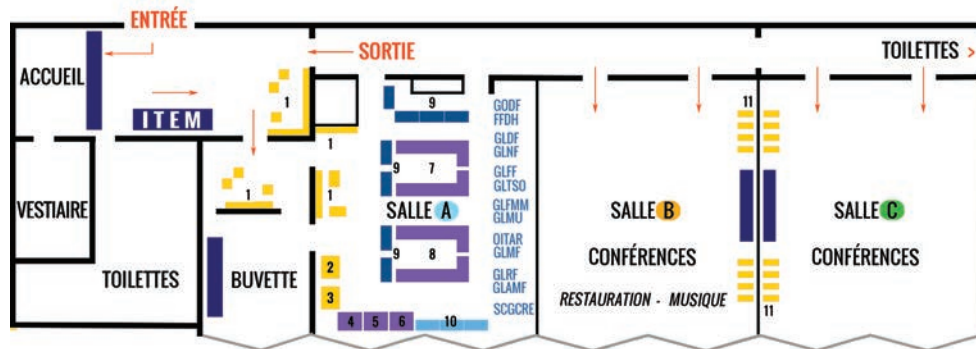 ENTRÉE
SORTIE
TOILETTES >
ACCUEIL
ITEM
1
1
1
1
9
GODF
FFDH
GLDF
GLNF
GLFF
GLTSO
GLFMM
GLMU
OITAR
GLMF
GLRF
GLAMF
SCGCRE
9
7
SALLE A
9
8
2
3
4
5
6
10
VESTIAIRE
TOILETTES
BUVETTE
SALLE B
CONFÉRENCES
RESTAURATION - MUSIQUE
11
11
SALLE C
CONFÉRENCES